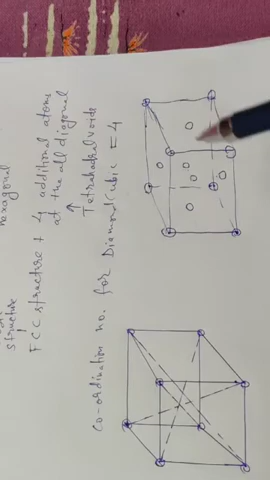 hexagonal
structure
FCC structure + 4 additional atoms
at the all diogonal
↑
Tetrahedral voids
Co-ordination no. for Diamond Cubic = 4